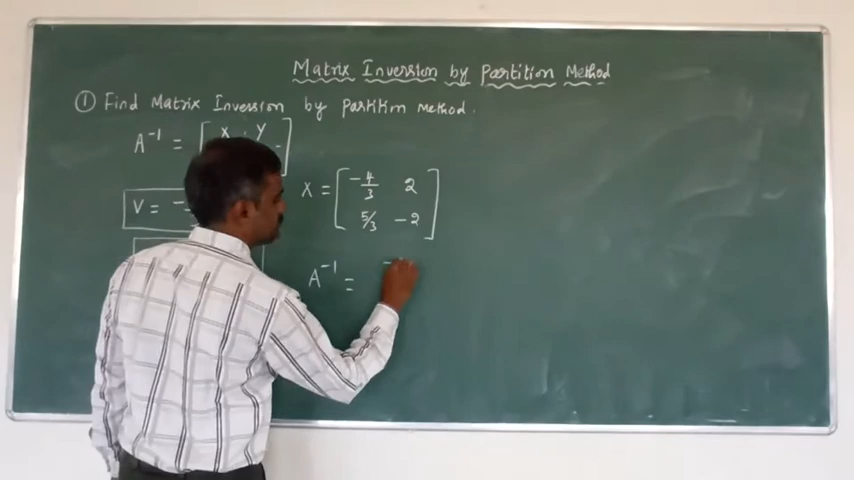 Matrix Inversion by Partition Method
① Find Matrix Inversion by Partition Method.
A⁻¹ = [ X : Y
V = -
X = [ -4/3 2
5/3 -2 ]
A⁻¹ = -